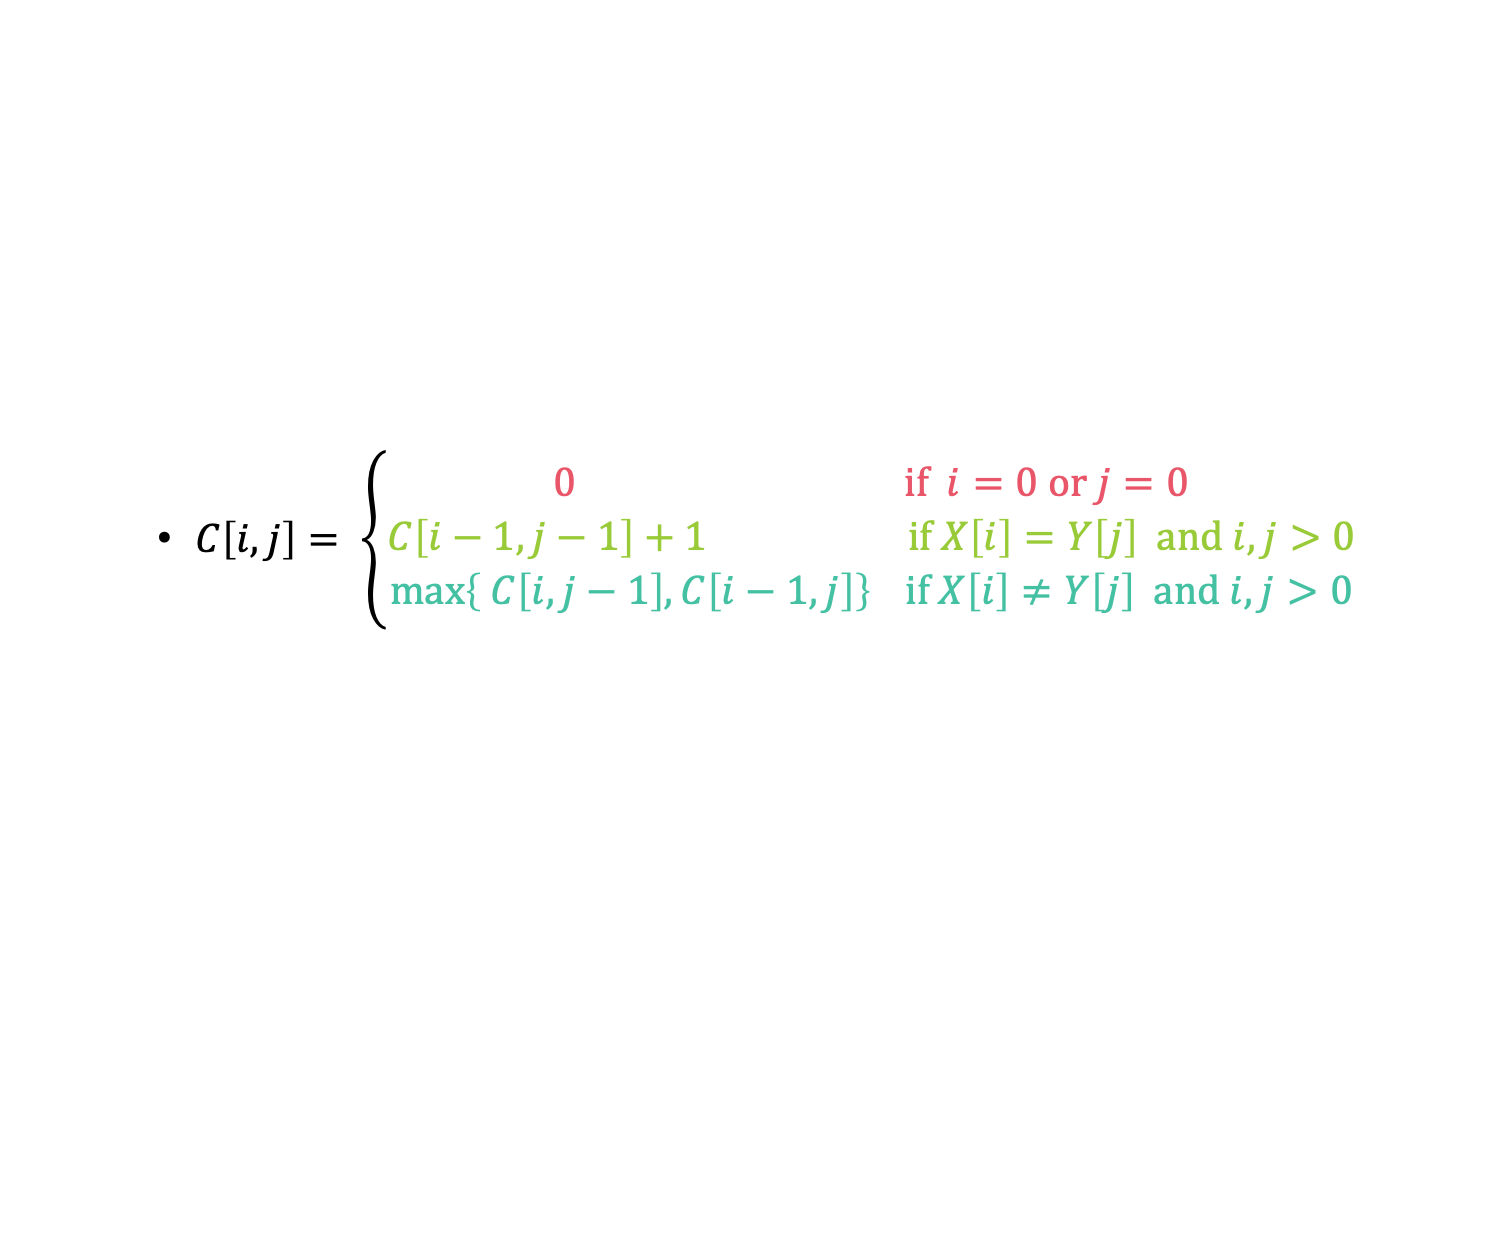 • C[i, j] =
0 if i = 0 or j = 0
C[i − 1, j − 1] + 1 if X[i] = Y[j] and i, j > 0
max{ C[i, j − 1], C[i − 1, j]} if X[i] ≠ Y[j] and i, j > 0